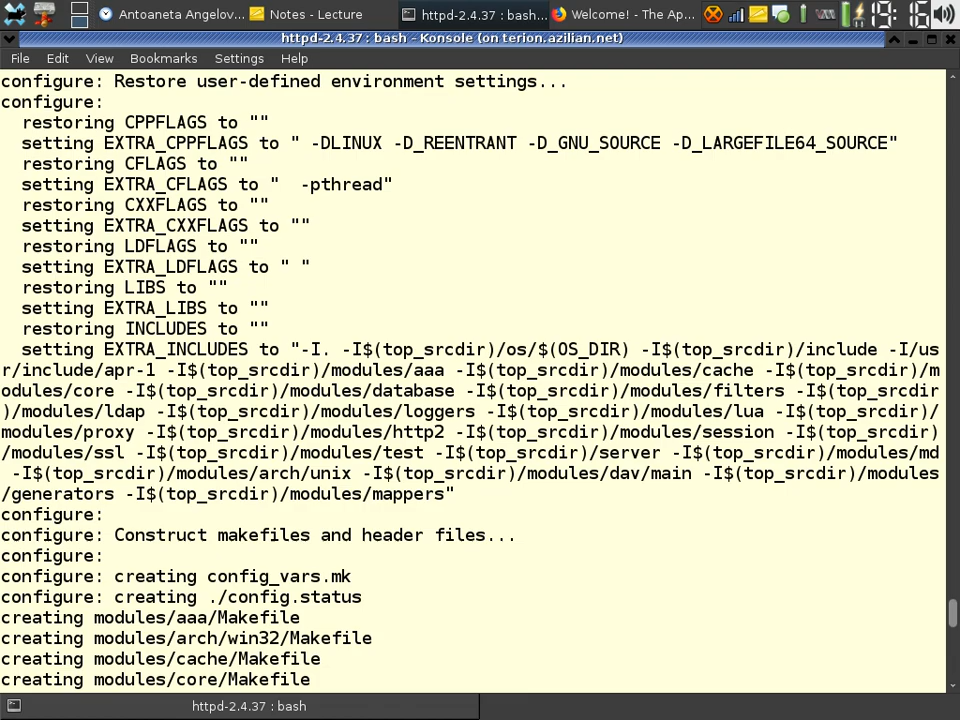 Antoaneta Angelov...
Notes - Lecture
httpd-2.4.37 : bash...
Welcome! - The Ap...
19:16
httpd-2.4.37 : bash - Konsole (on terion.azilian.net)
File Edit View Bookmarks Settings Help
configure: Restore user-defined environment settings...
configure:
  restoring CPPFLAGS to ""
  setting EXTRA_CPPFLAGS to " -DLINUX -D_REENTRANT -D_GNU_SOURCE -D_LARGEFILE64_SOURCE"
  restoring CFLAGS to ""
  setting EXTRA_CFLAGS to "  -pthread"
  restoring CXXFLAGS to ""
  setting EXTRA_CXXFLAGS to ""
  restoring LDFLAGS to ""
  setting EXTRA_LDFLAGS to " "
  restoring LIBS to ""
  setting EXTRA_LIBS to ""
  restoring INCLUDES to ""
  setting EXTRA_INCLUDES to "-I. -I$(top_srcdir)/os/$(OS_DIR) -I$(top_srcdir)/include -I/us
r/include/apr-1 -I$(top_srcdir)/modules/aaa -I$(top_srcdir)/modules/cache -I$(top_srcdir)/m
odules/core -I$(top_srcdir)/modules/database -I$(top_srcdir)/modules/filters -I$(top_srcdir
)/modules/ldap -I$(top_srcdir)/modules/loggers -I$(top_srcdir)/modules/lua -I$(top_srcdir)/
modules/proxy -I$(top_srcdir)/modules/http2 -I$(top_srcdir)/modules/session -I$(top_srcdir)
/modules/ssl -I$(top_srcdir)/modules/test -I$(top_srcdir)/server -I$(top_srcdir)/modules/md
 -I$(top_srcdir)/modules/arch/unix -I$(top_srcdir)/modules/dav/main -I$(top_srcdir)/modules
/generators -I$(top_srcdir)/modules/mappers"
configure:
configure: Construct makefiles and header files...
configure:
configure: creating config_vars.mk
configure: creating ./config.status
creating modules/aaa/Makefile
creating modules/arch/win32/Makefile
creating modules/cache/Makefile
creating modules/core/Makefile
httpd-2.4.37 : bash